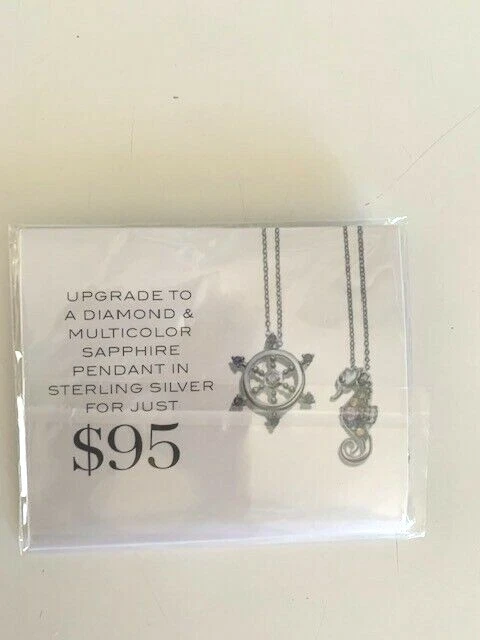 UPGRADE TO
A DIAMOND &
MULTICOLOR
SAPPHIRE
PENDANT IN
STERLING SILVER
FOR JUST
$95